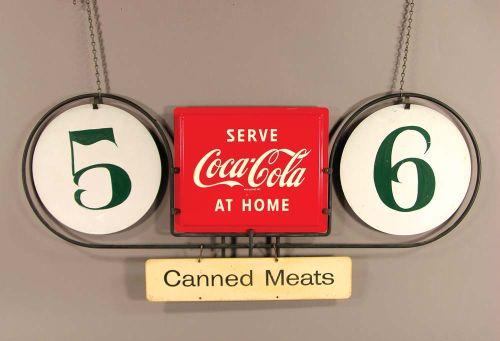 5
SERVE
Coca-Cola
AT HOME
6
Canned Meats